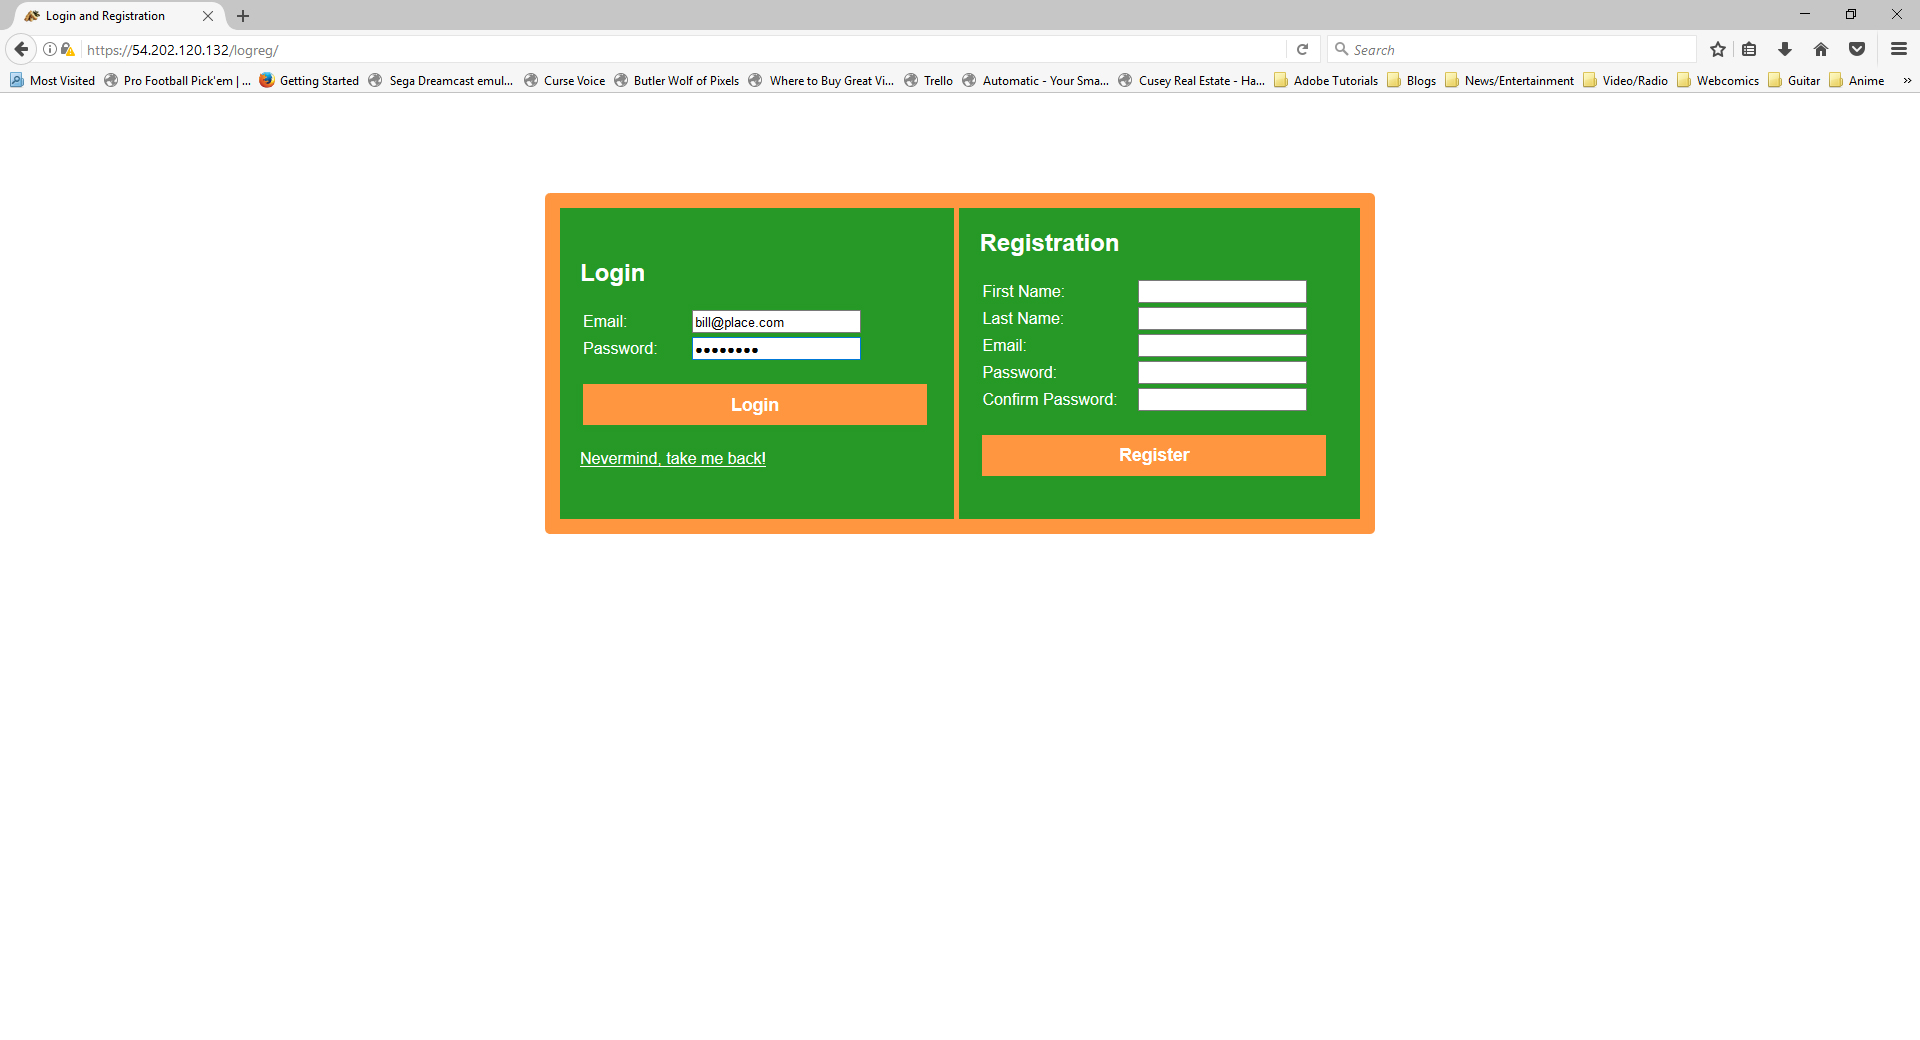 Login and Registration
https://54.202.120.132/logreg/
Search
Most Visited
Pro Football Pick'em | ...
Getting Started
Sega Dreamcast emul...
Curse Voice
Butler Wolf of Pixels
Where to Buy Great Vi...
Trello
Automatic - Your Sma...
Cusey Real Estate - Ha...
Adobe Tutorials
Blogs
News/Entertainment
Video/Radio
Webcomics
Guitar
Anime
Login
Email: bill@place.com
Password: ••••••••
Login
Nevermind, take me back!
Registration
First Name:
Last Name:
Email:
Password:
Confirm Password:
Register